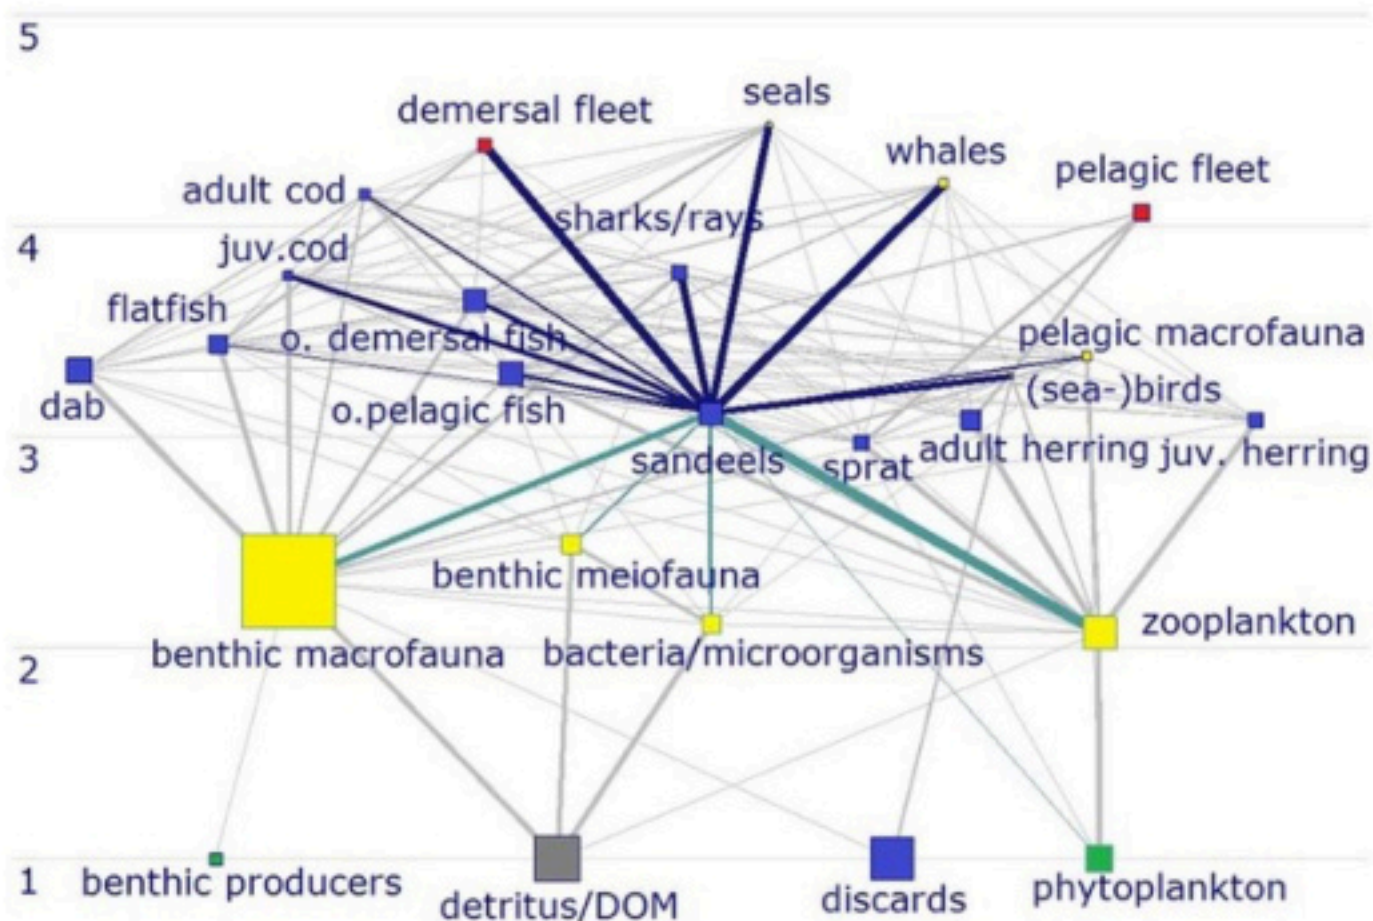 5
seals
demersal fleet
whales
pelagic fleet
adult cod
sharks/rays
4
juv.cod
flatfish
o. demersal fish
pelagic macrofauna
(sea-)birds
dab
o.pelagic fish
3
sandeels
sprat
adult herring
juv. herring
benthic meiofauna
zooplankton
benthic macrofauna
bacteria/microorganisms
2
1
benthic producers
detritus/DOM
discards
phytoplankton